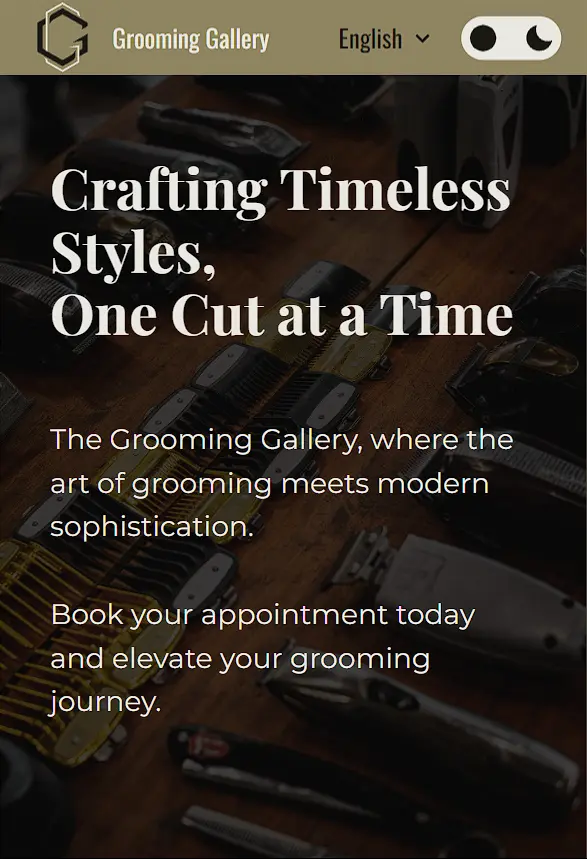 Grooming Gallery
English
Crafting Timeless
Styles,
One Cut at a Time
The Grooming Gallery, where the
art of grooming meets modern
sophistication.
Book your appointment today
and elevate your grooming
journey.